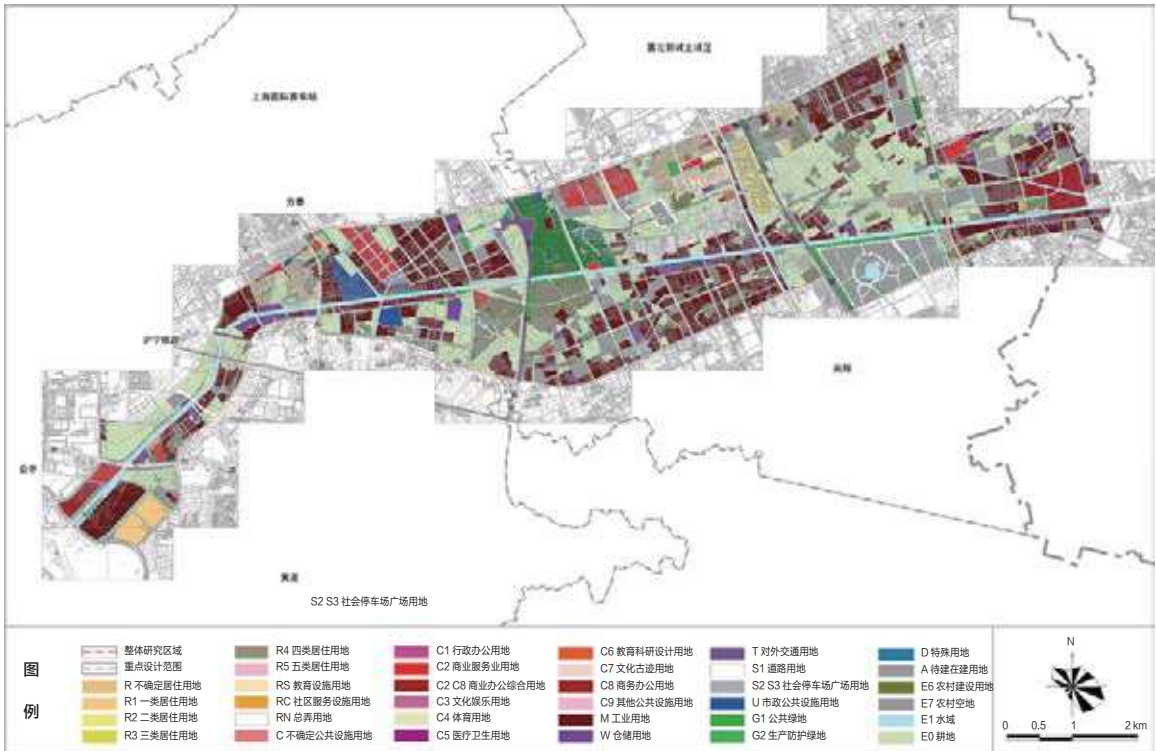 嘉定新城主城区
上海国际赛车场
方泰
沪宁铁路
南翔
安亭
黄渡
S2 S3 社会停车场广场用地
图例
整体研究区域
重点设计范围
R 不确定居住用地
R1 一类居住用地
R2 二类居住用地
R3 三类居住用地
R4 四类居住用地
R5 五类居住用地
RS 教育设施用地
RC 社区服务设施用地
RN 总弄用地
C 不确定公共设施用地
C1 行政办公用地
C2 商业服务业用地
C2 C8 商业办公综合用地
C3 文化娱乐用地
C4 体育用地
C5 医疗卫生用地
C6 教育科研设计用地
C7 文化古迹用地
C8 商务办公用地
C9 其他公共设施用地
M 工业用地
W 仓储用地
T 对外交通用地
S1 道路用地
S2 S3 社会停车场广场用地
U 市政公共设施用地
G1 公共绿地
G2 生产防护绿地
D 特殊用地
A 待建在建用地
E6 农村建设用地
E7 农村空地
E1 水域
E0 耕地
N
0 0.5 1 2 km